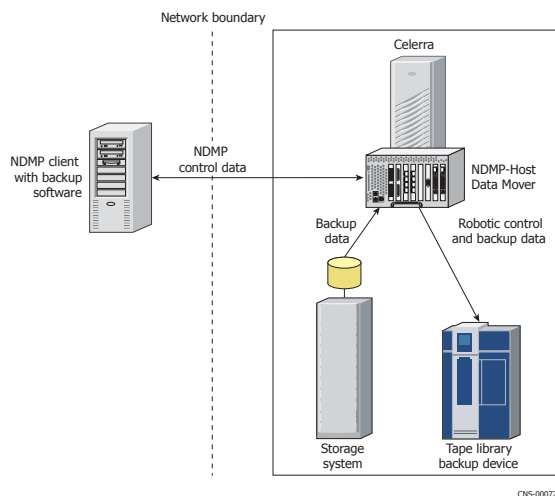 Network boundary
Celerra
NDMP client
with backup
software
NDMP
control data
NDMP-Host
Data Mover
Backup
data
Robotic control
and backup data
Storage
system
Tape library
backup device